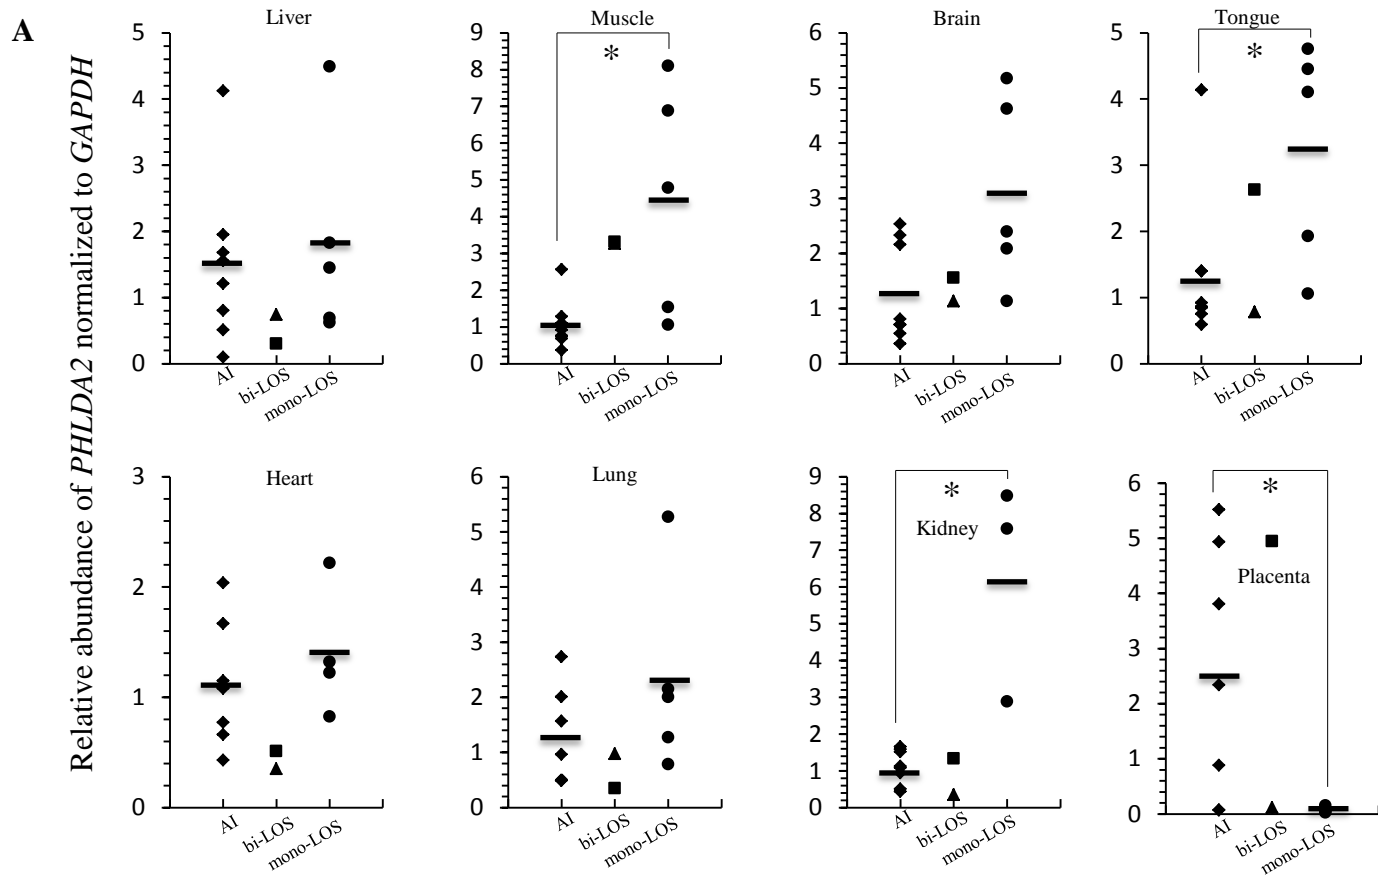 A
Relative abundance of PHLDA2 normalized to GAPDH
Liver
5
4
3
2
1
0
AI
bi-LOS
mono-LOS
Muscle
*
9
8
7
6
5
4
3
2
1
0
AI
bi-LOS
mono-LOS
Brain
6
5
4
3
2
1
0
AI
bi-LOS
mono-LOS
Tongue
*
5
4
3
2
1
0
AI
bi-LOS
mono-LOS
Heart
3
2
1
0
AI
bi-LOS
mono-LOS
Lung
6
5
4
3
2
1
0
AI
bi-LOS
mono-LOS
*
Kidney
9
8
7
6
5
4
3
2
1
0
AI
bi-LOS
mono-LOS
*
Placenta
6
5
4
3
2
1
0
AI
bi-LOS
mono-LOS